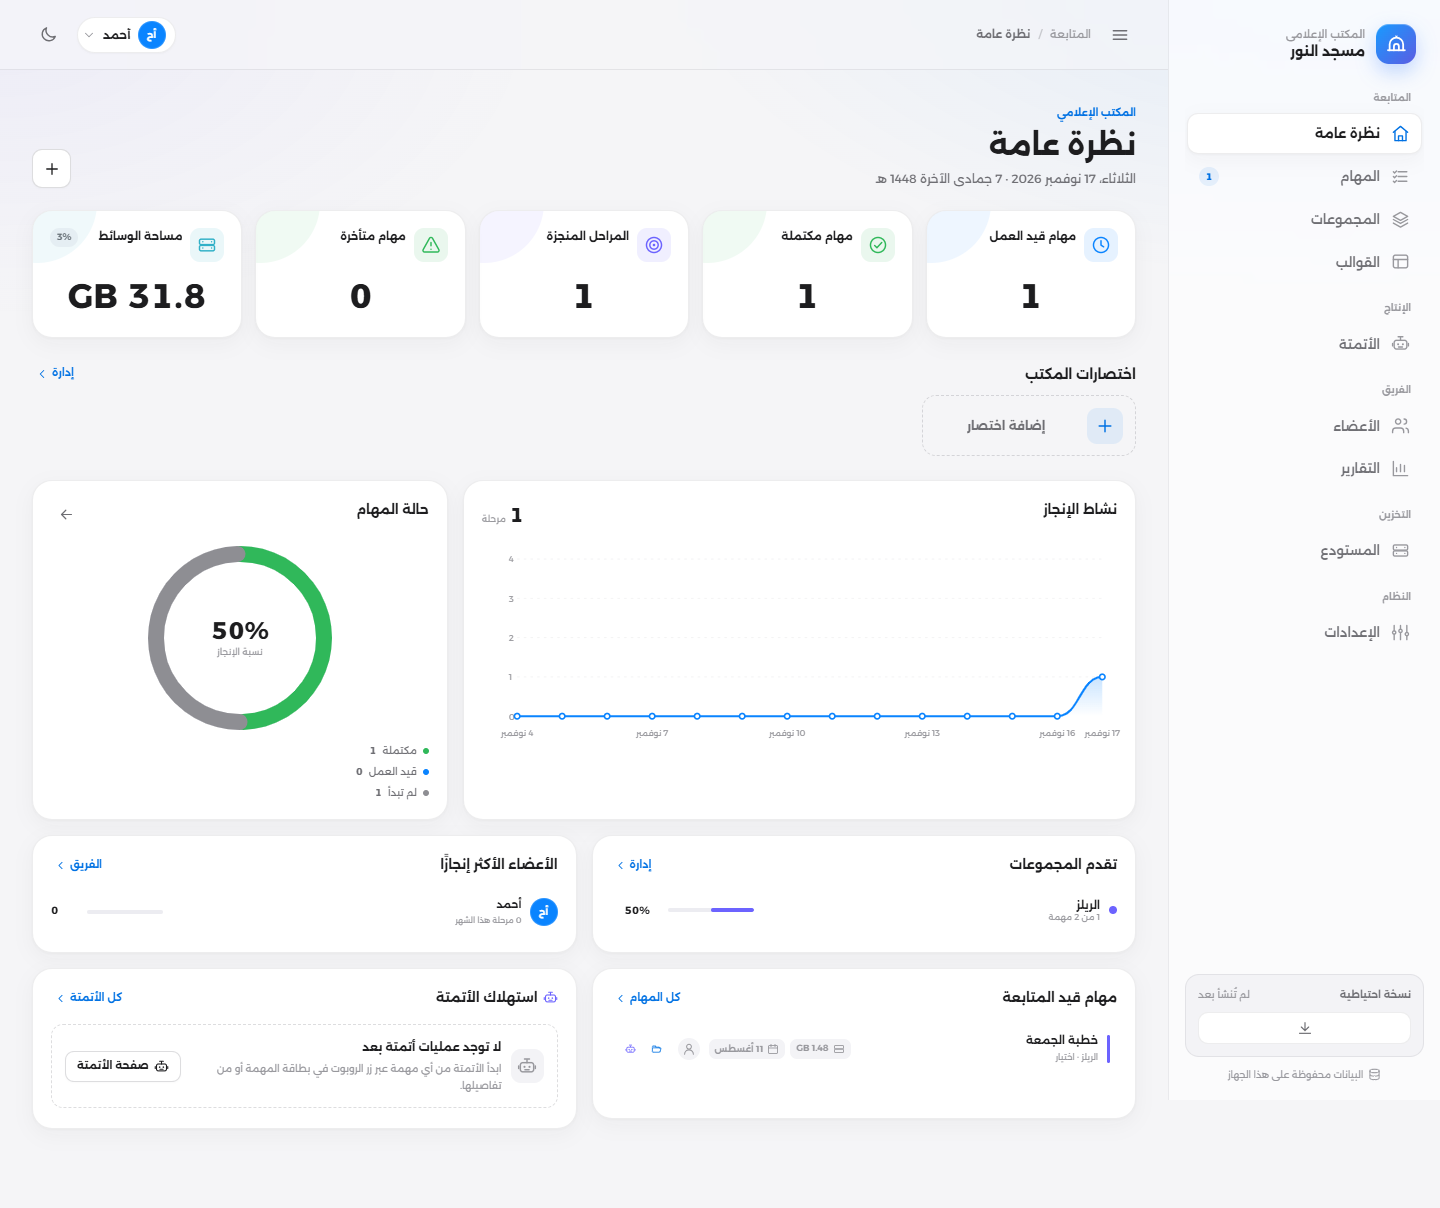 المكتب الإعلامي
مسجد النور
المتابعة
نظرة عامة
المهام 1
المجموعات
القوالب
الإنتاج
الأتمتة
الفريق
الأعضاء
التقارير
التخزين
المستودع
النظام
الإعدادات
نسخة احتياطية لم تُنشأ بعد
البيانات محفوظة على هذا الجهاز
المتابعة / نظرة عامة
أح أحمد
المكتب الإعلامي
نظرة عامة
الثلاثاء، 17 نوفمبر 2026 · 7 جمادى الآخرة 1448 هـ
مهام قيد العمل
1
مهام مكتملة
1
المراحل المنجزة
1
مهام متأخرة
0
مساحة الوسائط 3%
31.8 GB
اختصارات المكتب
إدارة
إضافة اختصار
نشاط الإنجاز
1 مرحلة
4
3
2
1
0
4 نوفمبر
7 نوفمبر
10 نوفمبر
13 نوفمبر
16 نوفمبر
17 نوفمبر
حالة المهام
50%
نسبة الإنجاز
مكتملة 1
قيد العمل 0
لم تبدأ 1
تقدم المجموعات
إدارة
الريلز
1 من 2 مهمة
50%
الأعضاء الأكثر إنجازًا
الفريق
أح
أحمد
0 مرحلة هذا الشهر
0
مهام قيد المتابعة
كل المهام
خطبة الجمعة
الريلز · اختبار
1.48 GB
11 أغسطس
استهلاك الأتمتة
كل الأتمتة
لا توجد عمليات أتمتة بعد
ابدأ الأتمتة من أي مهمة عبر زر الروبوت في بطاقة المهمة أو من
تفاصيلها.
صفحة الأتمتة